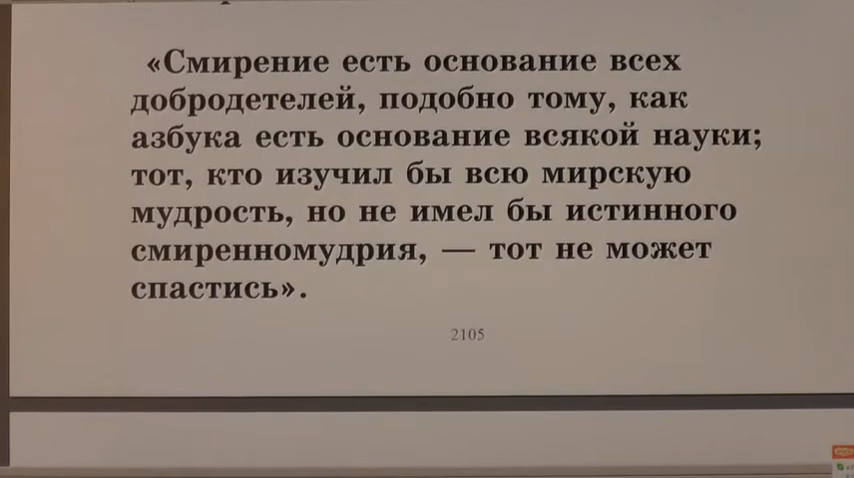 «Смирение есть основание всех
добродетелей, подобно тому, как
азбука есть основание всякой науки;
тот, кто изучил бы всю мирскую
мудрость, но не имел бы истинного
смиренномудрия, — тот не может
спастись».
2105